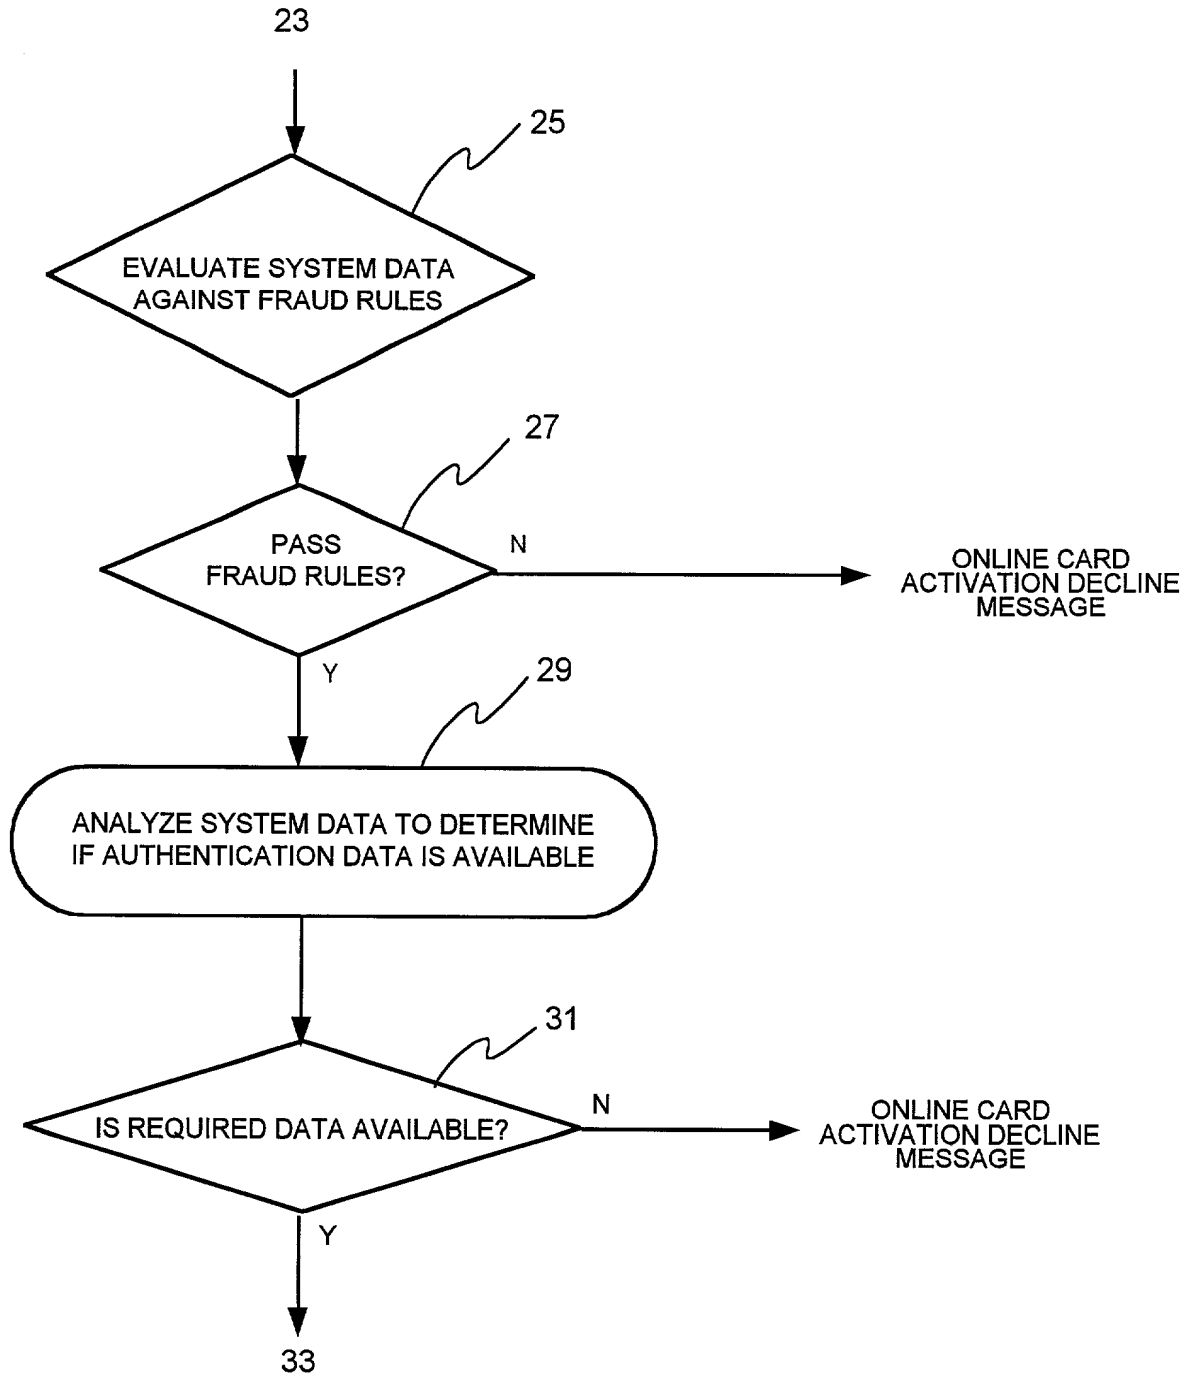 23
25
EVALUATE SYSTEM DATA
AGAINST FRAUD RULES
27
PASS
FRAUD RULES?
N
ONLINE CARD
ACTIVATION DECLINE
MESSAGE
Y
29
ANALYZE SYSTEM DATA TO DETERMINE
IF AUTHENTICATION DATA IS AVAILABLE
31
IS REQUIRED DATA AVAILABLE?
N
ONLINE CARD
ACTIVATION DECLINE
MESSAGE
Y
33